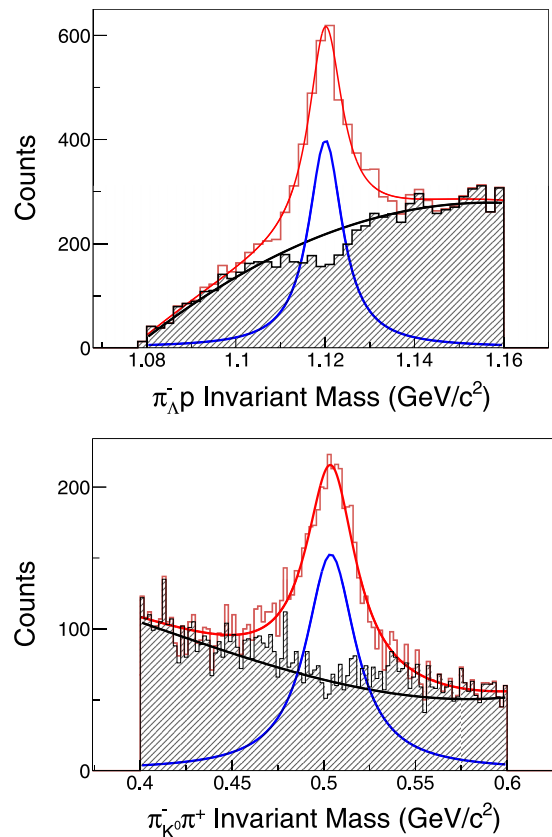 600
400
200
0
Counts
1.08 1.1 1.12 1.14 1.16
π⁻Λp Invariant Mass (GeV/c²)
200
100
0
Counts
0.4 0.45 0.5 0.55 0.6
π⁻K⁰π⁺ Invariant Mass (GeV/c²)